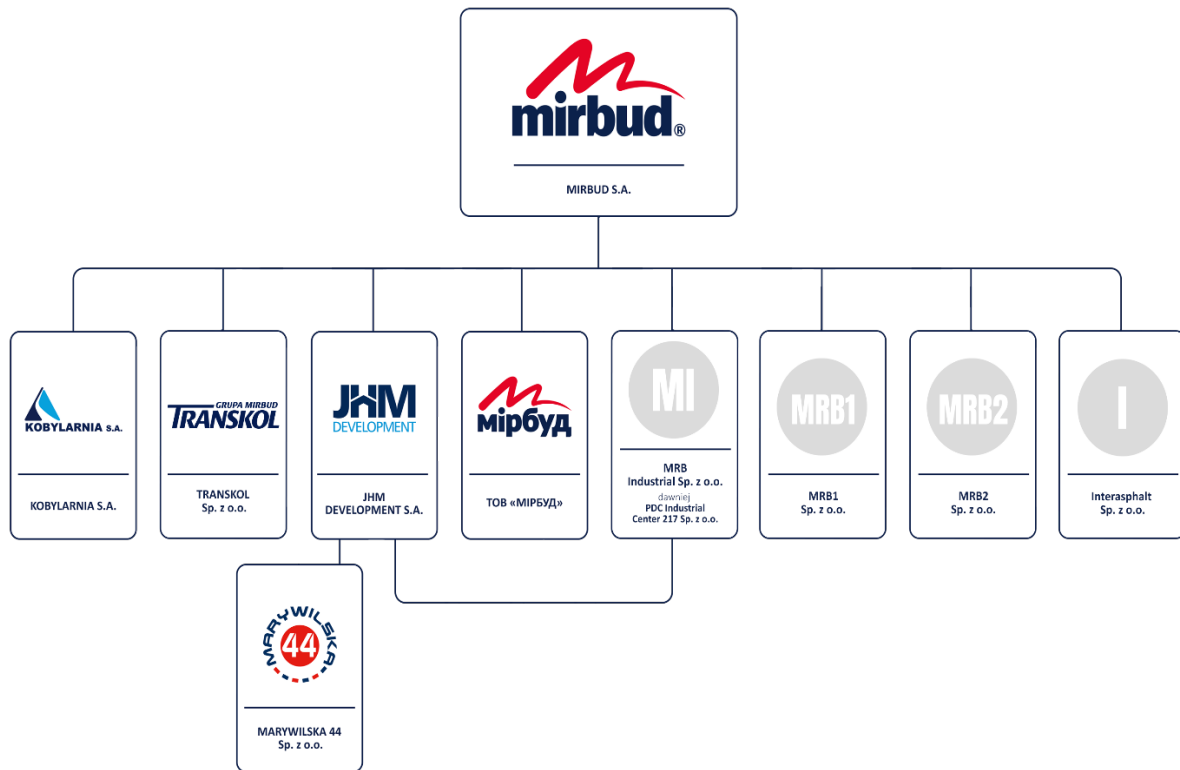 mirbud®
MIRBUD S.A.
KOBYLARNIA S.A.
KOBYLARNIA S.A.
GRUPA MIRBUD
TRANSKOL
TRANSKOL
Sp. z o.o.
JHM
DEVELOPMENT
JHM
DEVELOPMENT S.A.
мірбуд
ТОВ «МІРБУД»
MI
MRB
Industrial Sp. z o.o.
dawniej
PDC Industrial
Center 217 Sp. z o.o.
MRB1
MRB1
Sp. z o.o.
MRB2
MRB2
Sp. z o.o.
I
Interasphalt
Sp. z o.o.
MARYWILSKA
44
MARYWILSKA 44
Sp. z o.o.